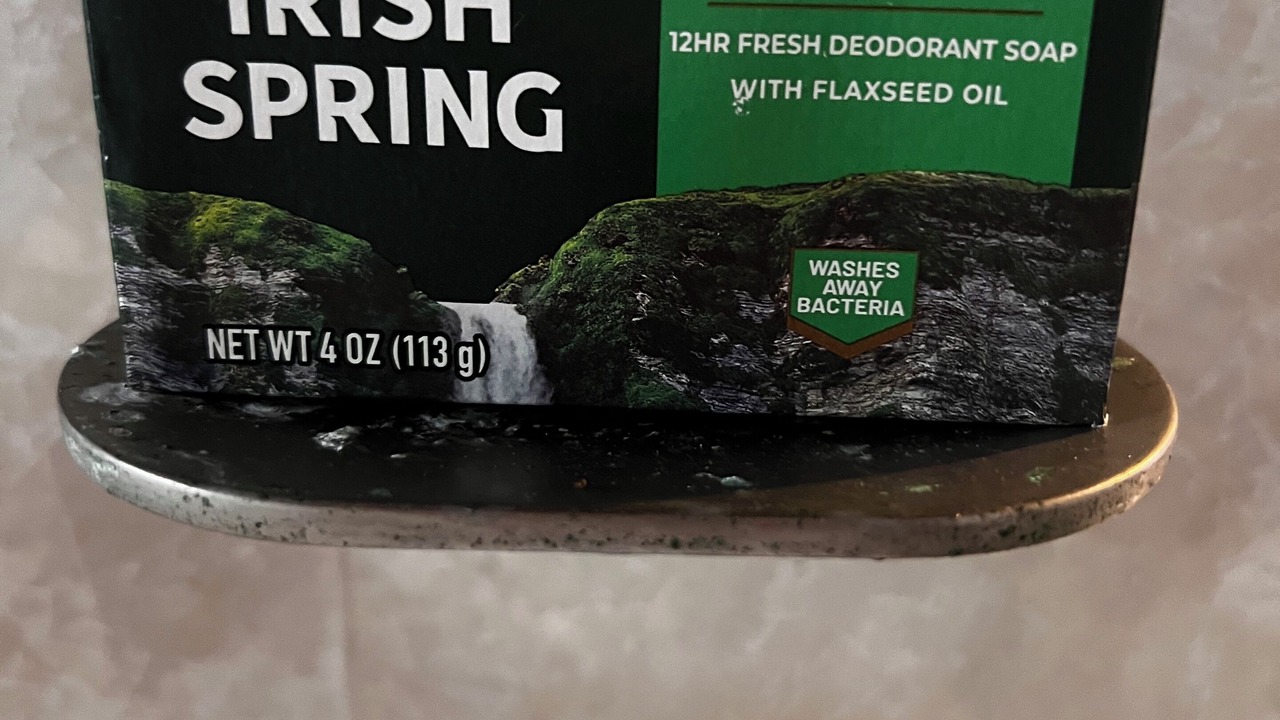 IRISH
SPRING
12HR FRESH DEODORANT SOAP
WITH FLAXSEED OIL
WASHES
AWAY
BACTERIA
NET WT 4 OZ (113 g)